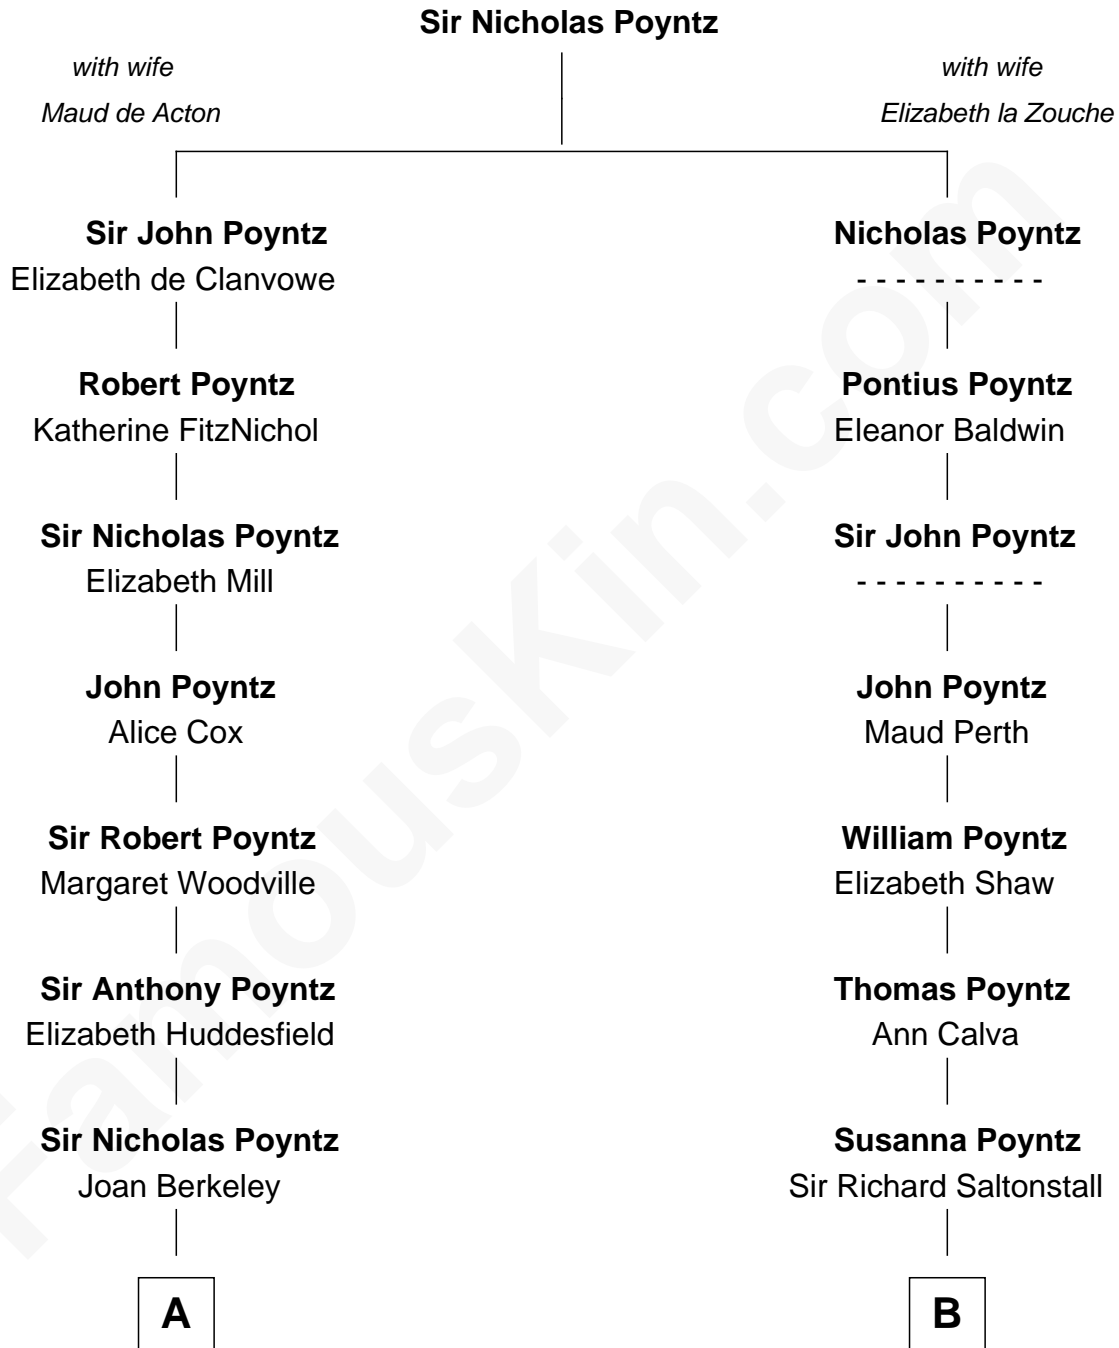 Sir Nicholas Poyntz
with wife
Maud de Acton
with wife
Elizabeth la Zouche
Sir John Poyntz
Elizabeth de Clanvowe
Nicholas Poyntz
- - - - - - - - - -
Robert Poyntz
Katherine FitzNichol
Pontius Poyntz
Eleanor Baldwin
Sir Nicholas Poyntz
Elizabeth Mill
Sir John Poyntz
- - - - - - - - - -
John Poyntz
Alice Cox
John Poyntz
Maud Perth
Sir Robert Poyntz
Margaret Woodville
William Poyntz
Elizabeth Shaw
Sir Anthony Poyntz
Elizabeth Huddesfield
Thomas Poyntz
Ann Calva
Sir Nicholas Poyntz
Joan Berkeley
Susanna Poyntz
Sir Richard Saltonstall
A
B
FamousKin.com